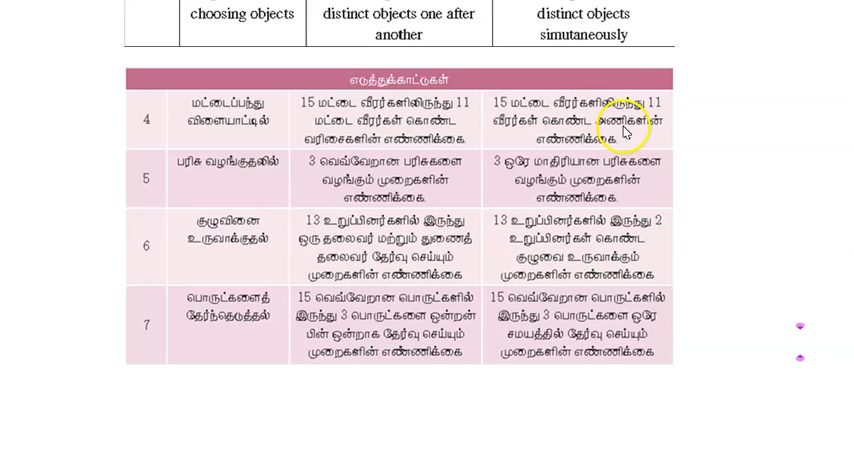 choosing objects
distinct objects one after
another
distinct objects
simutaneously
எடுத்துக்காட்டுகள்
4
மட்டைப்பந்து
விளையாட்டில்
15 மட்டை வீரர்களிலிருந்து 11
மட்டை வீரர்கள் கொண்ட
வரிசைகளின் எண்ணிக்கை.
15 மட்டை வீரர்களிலிருந்து 11
வீரர்கள் கொண்ட அணிகளின்
எண்ணிக்கை.
5
பரிசு வழங்குதலில்
3 வெவ்வேறான பரிசுகளை
வழங்கும் முறைகளின்
எண்ணிக்கை.
3 ஒரே மாதிரியான பரிசுகளை
வழங்கும் முறைகளின்
எண்ணிக்கை.
6
குழுவினை
உருவாக்குதல்
13 உறுப்பினர்களில் இருந்து
ஒரு தலைவர் மற்றும் துணைத்
தலைவர் தேர்வு செய்யும்
முறைகளின் எண்ணிக்கை
13 உறுப்பினர்களில் இருந்து 2
உறுப்பினர்கள் கொண்ட
குழுவை உருவாக்கும்
முறைகளின் எண்ணிக்கை
7
பொருட்களைத்
தேர்ந்தெடுத்தல்
15 வெவ்வேறான பொருட்களில்
இருந்து 3 பொருட்களை ஒன்றன்
பின் ஒன்றாக தேர்வு செய்யும்
முறைகளின் எண்ணிக்கை
15 வெவ்வேறான பொருட்களில்
இருந்து 3 பொருட்களை ஒரே
சமயத்தில் தேர்வு செய்யும்
முறைகளின் எண்ணிக்கை